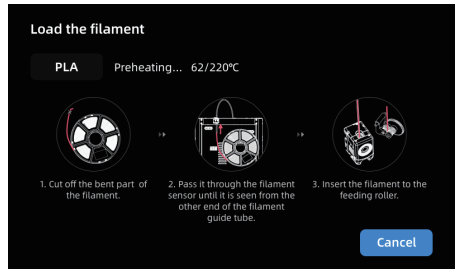 Load the filament
PLA Preheating... 62/220℃
1. Cut off the bent part of
the filament.
2. Pass it through the filament
sensor until it is seen from the
other end of the filament
guide tube.
3. Insert the filament to the
feeding roller.
Cancel